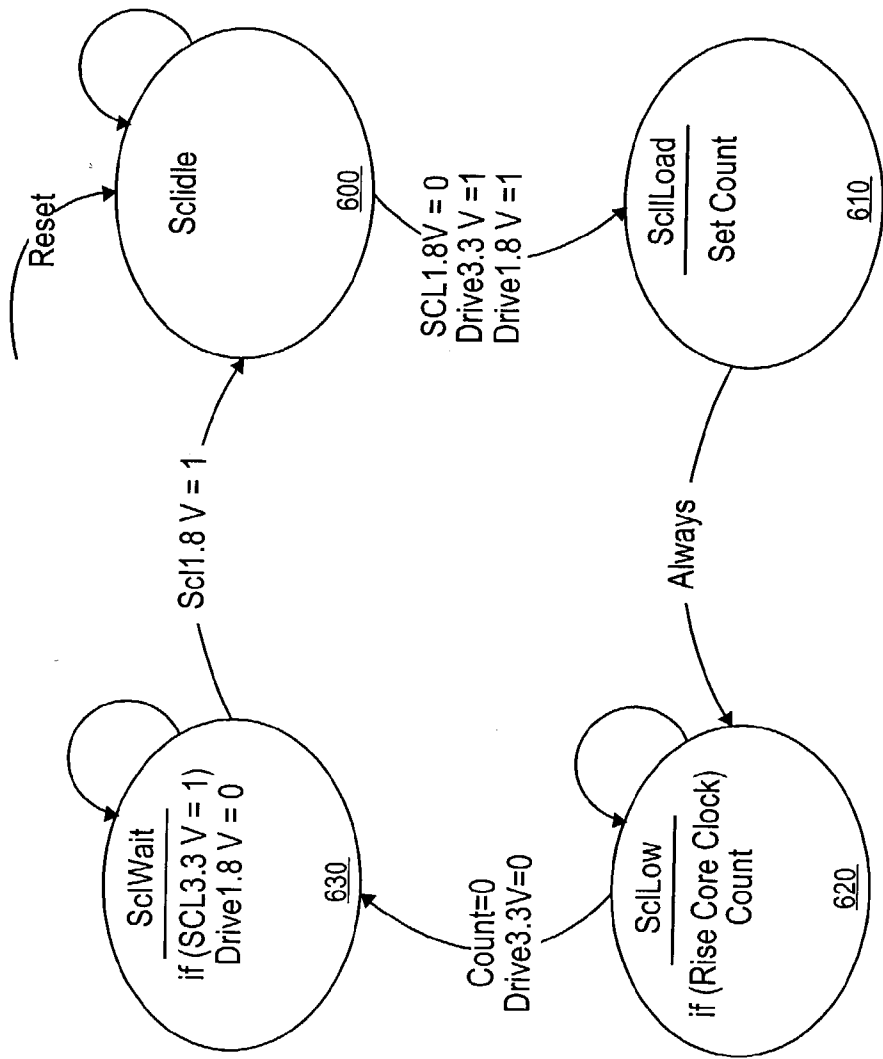 Reset
SclIdle
600
SCL1.8V = 0
Drive3.3 V =1
Drive1.8 V =1
ScllLoad
Set Count
610
Always
SclLow
if (Rise Core Clock)
Count
620
Count=0
Drive3.3V=0
SclWait
if (SCL3.3 V = 1)
Drive1.8 V = 0
630
Scl1.8 V = 1